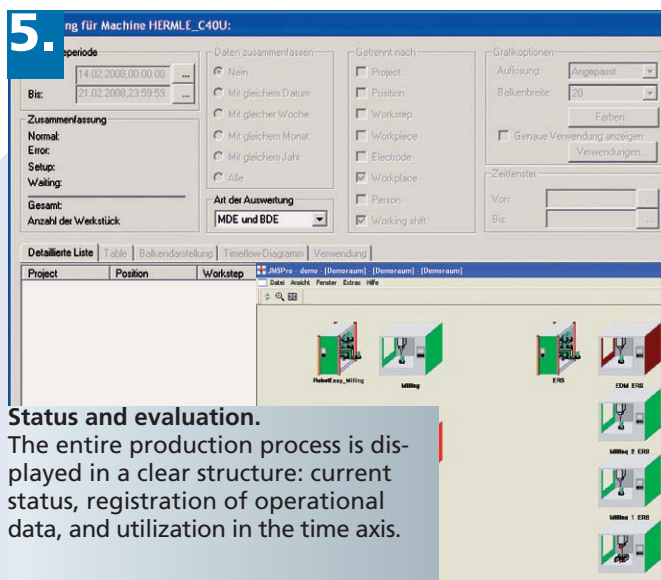 5.
ng für Machine HERMLE_C40U:
eperiode
14.02.2008,00:00:00 ...
Bis: 21.02.2008,23:59:59 ...
Zusammenfassung
Normal:
Error:
Setup:
Waiting:
Gesamt:
Anzahl der Werkstück
Daten zusammenfassen
Nein
Mit gleichem Datum
Mit gleicher Woche
Mit gleichem Monat
Mit gleichem Jahr
Alle
Art der Auswertung
MDE und BDE
Getrennt nach
Project
Position
Workstep
Workpiece
Electrode
Workplace
Person
Working shift
Grafikoptionen
Auflösung: Angepasst
Balkenbreite: 20
Farben...
Genaue Verwendung anzeigen
Verwendungen...
Zeitfenster
Von:
Bis: ...
Detaillierte Liste Table Balkendarstellung Timeflow-Diagramm Verwendung
Project Position Workstep
JMSPro - demo - [Demoraum] - [Demoraum] - [Demoraum]
Datei Ansicht Fenster Extras Hilfe
RobotEasy_Milling Milling ERS EDM ERS
Milling 2 ERS
Milling 1 ERS
Status and evaluation.
The entire production process is dis-
played in a clear structure: current
status, registration of operational
data, and utilization in the time axis.